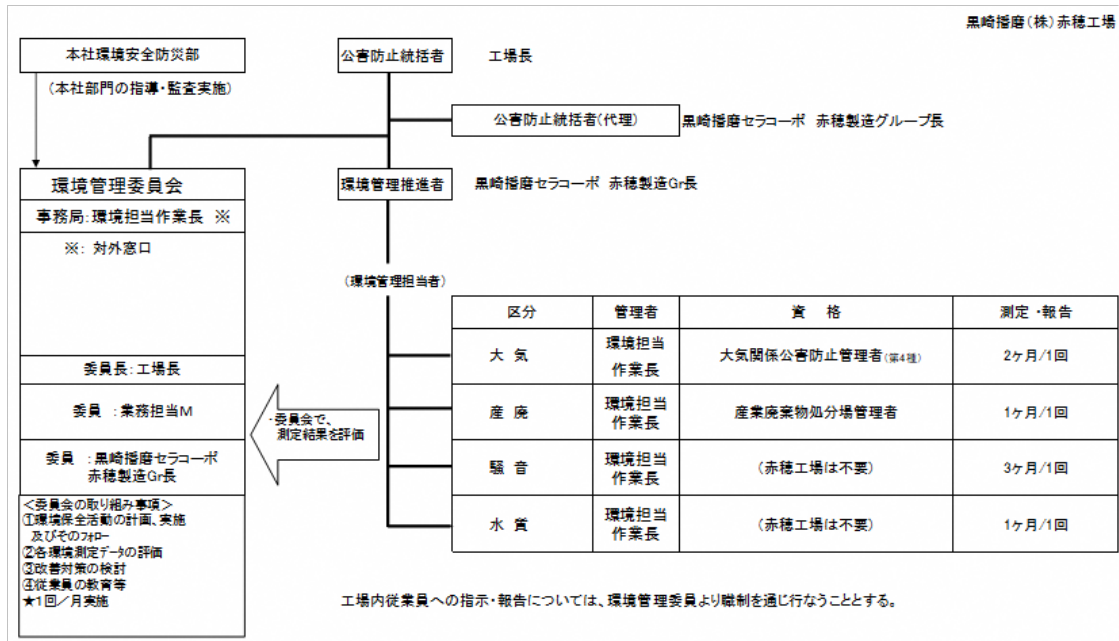 黒崎播磨(株)赤穂工場
本社環境安全防災部
公害防止統括者
工場長
(本社部門の指導・監査実施)
公害防止統括者(代理)
黒崎播磨セラコーポ 赤穂製造グループ長
環境管理委員会
環境管理推進者
黒崎播磨セラコーポ 赤穂製造Gr長
事務局:環境担当作業長 ※
※: 対外窓口
(環境管理担当者)
区分 管理者 資 格 測定・報告
大 気 環境担当 大気関係公害防止管理者(第4種) 2ヶ月/1回
作業長
産 廃 環境担当 産業廃棄物処分場管理者 1ヶ月/1回
作業長
騒 音 環境担当 (赤穂工場は不要) 3ヶ月/1回
作業長
水 質 環境担当 (赤穂工場は不要) 1ヶ月/1回
作業長
委員長:工場長
委員 :業務担当M
委員 :黒崎播磨セラコーポ
赤穂製造Gr長
・委員会で、
測定結果を評価
<委員会の取り組み事項>
①環境保全活動の計画、実施
及びそのフォロー
②各環境測定データの評価
③改善対策の検討
④従業員の教育等
★1回/月実施
工場内従業員への指示・報告については、環境管理委員より職制を通じ行なうこととする。